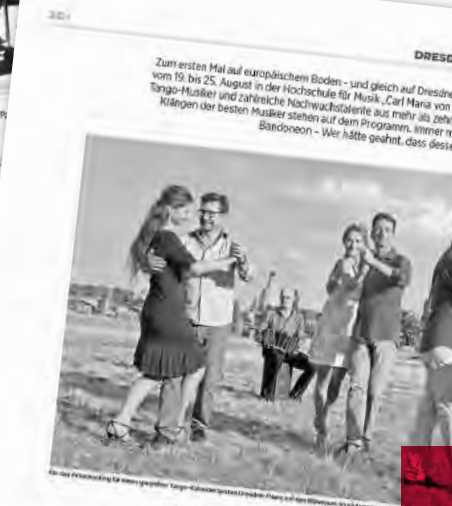 DRESD
Zum ersten Mal auf europäischem Boden – und gleich auf Dresdne
vom 19. bis 25. August in der Hochschule für Musik „Carl Maria von
Tango-Musiker und zahlreiche Nachwuchstalente aus mehr als zehn
Klängen der besten Musiker stehen auf dem Programm. Immer m
Bandoneon – Wer hätte geahnt, dass desse